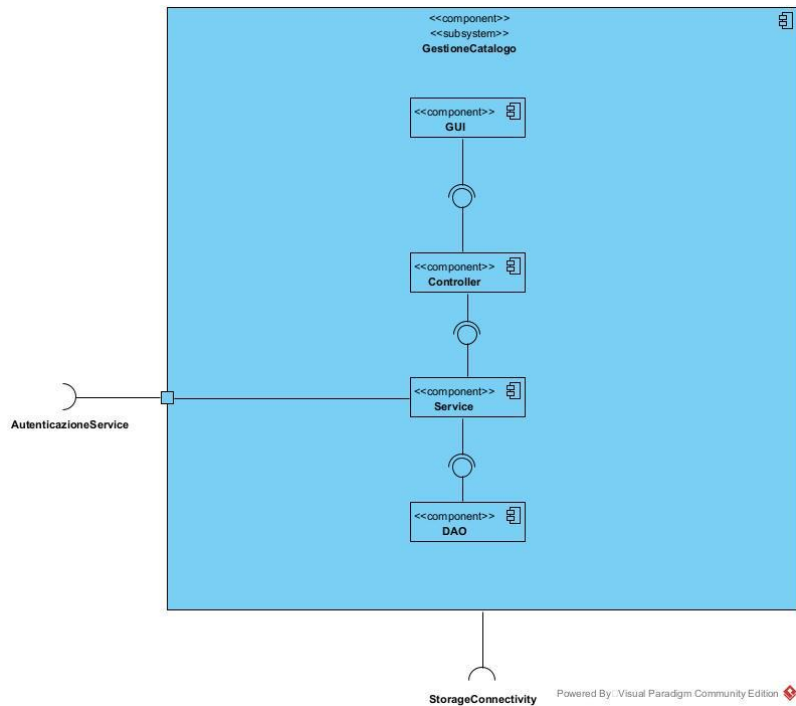 <<component>>
<<subsystem>>
GestioneCatalogo
<<component>>
GUI
<<component>>
Controller
<<component>>
Service
AutenticazioneService
<<component>>
DAO
StorageConnectivity
Powered By Visual Paradigm Community Edition